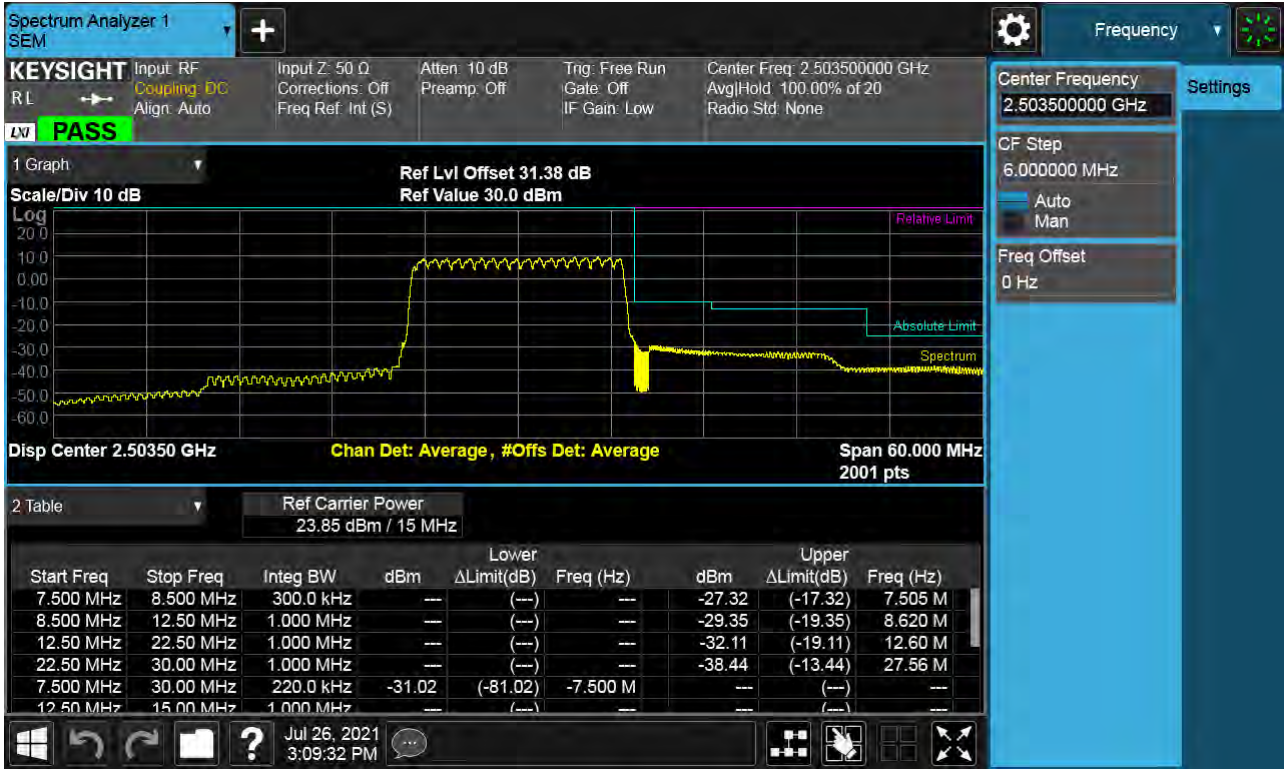 Spectrum Analyzer 1
SEM
Frequency
KEYSIGHT
R L
LXI
PASS
Input: RF
Coupling: DC
Align: Auto
Input Z: 50 Ω
Corrections: Off
Freq Ref: Int (S)
Atten: 10 dB
Preamp: Off
Trig: Free Run
Gate: Off
IF Gain: Low
Center Freq: 2.503500000 GHz
Avg|Hold: 100.00% of 20
Radio Std: None
Center Frequency
2.503500000 GHz
Settings
CF Step
6.000000 MHz
Auto
Man
Freq Offset
0 Hz
1 Graph
Scale/Div 10 dB
Ref Lvl Offset 31.38 dB
Ref Value 30.0 dBm
Log
20.0
10.0
0.00
-10.0
-20.0
-30.0
-40.0
-50.0
-60.0
Relative Limit
Absolute Limit
Spectrum
Disp Center 2.50350 GHz
Chan Det: Average, #Offs Det: Average
Span 60.000 MHz
2001 pts
2 Table
Ref Carrier Power
23.85 dBm / 15 MHz
Lower Upper
Start Freq Stop Freq Integ BW dBm ΔLimit(dB) Freq (Hz) dBm ΔLimit(dB) Freq (Hz)
7.500 MHz 8.500 MHz 300.0 kHz --- (---) --- -27.32 (-17.32) 7.505 M
8.500 MHz 12.50 MHz 1.000 MHz --- (---) --- -29.35 (-19.35) 8.620 M
12.50 MHz 22.50 MHz 1.000 MHz --- (---) --- -32.11 (-19.11) 12.60 M
22.50 MHz 30.00 MHz 1.000 MHz --- (---) --- -38.44 (-13.44) 27.56 M
7.500 MHz 30.00 MHz 220.0 kHz -31.02 (-81.02) -7.500 M --- (---) ---
12.50 MHz 15.00 MHz 1.000 MHz --- (---) --- --- (---) ---
?
Jul 26, 2021
3:09:32 PM